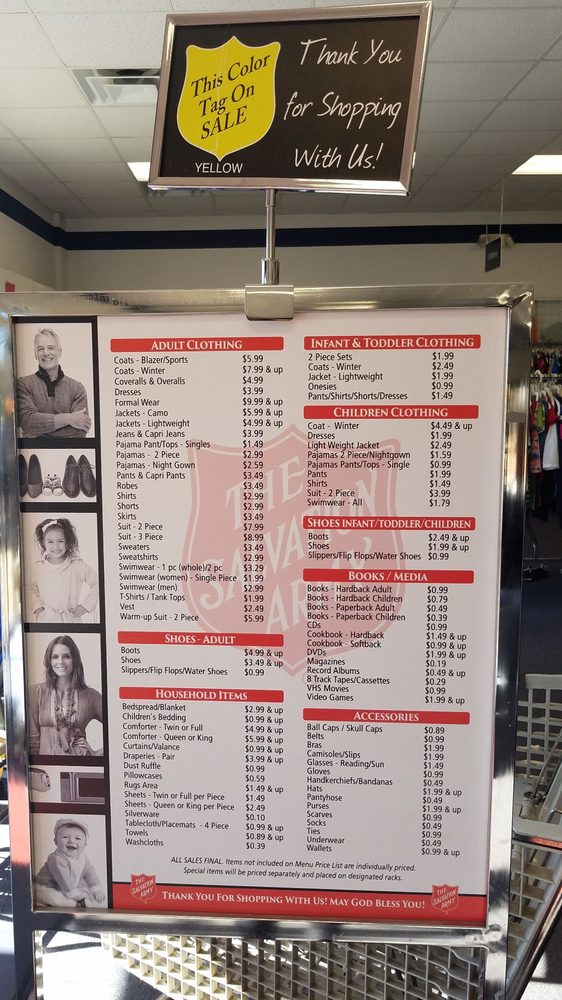 This Color
Tag On
SALE
YELLOW
Thank You
for Shopping
With Us!
ADULT CLOTHING
Coats - Blazer/Sports $5.99
Coats - Winter $7.99 & up
Coveralls & Overalls $4.99
Dresses $3.99
Formal Wear $9.99 & up
Jackets - Camo $5.99 & up
Jackets - Lightweight $4.99 & up
Jeans & Capri Jeans $3.99
Pajama Pant/Tops - Singles $1.49
Pajamas - 2 Piece $2.99
Pajamas - Night Gown $2.59
Pants & Capri Pants $3.49
Robes $3.49
Shirts $2.99
Shorts $2.99
Skirts $3.49
Suit - 2 Piece $7.99
Suit - 3 Piece $8.99
Sweaters $3.49
Sweatshirts $2.99
Swimwear - 1 pc (whole)/2 pc $3.29
Swimwear (women) - Single Piece $1.99
Swimwear (men) $2.99
T-Shirts / Tank Tops $1.99
Vest $2.49
Warm-up Suit - 2 Piece $5.99
SHOES - ADULT
Boots $4.99 & up
Shoes $3.49 & up
Slippers/Flip Flops/Water Shoes $0.99
HOUSEHOLD ITEMS
Bedspread/Blanket $2.99 & up
Children's Bedding $0.99 & up
Comforter - Twin or Full $4.99 & up
Comforter - Queen or King $5.99 & up
Curtains/Valance $0.99 & up
Draperies - Pair $3.99 & up
Dust Ruffle $0.99
Pillowcases $0.59
Rugs Area $1.49 & up
Sheets - Twin or Full per Piece $1.49
Sheets - Queen or King per Piece $2.49
Silverware $0.10
Tablecloth/Placemats - 4 Piece $0.99 & up
Towels $0.89 & up
Washcloths $0.39
INFANT & TODDLER CLOTHING
2 Piece Sets $1.99
Coats - Winter $2.49
Jacket - Lightweight $1.99
Onesies $0.99
Pants/Shirts/Shorts/Dresses $1.49
CHILDREN CLOTHING
Coat - Winter $4.49 & up
Dresses $1.99
Light Weight Jacket $2.49
Pajamas 2 Piece/Nightgown $1.59
Pajamas Pants/Tops - Single $0.99
Pants $1.99
Shirts $1.49
Suit - 2 Piece $3.99
Swimwear - All $1.79
SHOES INFANT/TODDLER/CHILDREN
Boots $2.49 & up
Shoes $1.99 & up
Slippers/Flip Flops/Water Shoes $0.99
BOOKS / MEDIA
Books - Hardback Adult $0.99
Books - Hardback Children $0.79
Books - Paperback Adult $0.49
Books - Paperback Children $0.39
CDs $0.99
Cookbook - Hardback $1.49 & up
Cookbook - Softback $0.99 & up
DVDs $1.99 & up
Magazines $0.19
Record Albums $0.49 & up
8 Track Tapes/Cassettes $0.29
VHS Movies $0.99
Video Games $1.99 & up
ACCESSORIES
Ball Caps / Skull Caps $0.89
Belts $0.99
Bras $1.99
Camisoles/Slips $1.99
Glasses - Reading/Sun $1.49
Gloves $0.99
Handkerchiefs/Bandanas $0.49
Hats $1.99 & up
Pantyhose $0.49
Purses $1.99 & up
Scarves $0.99
Socks $0.49
Ties $0.99
Underwear $0.49
Wallets $0.99 & up
THE
SALVATION
ARMY
ALL SALES FINAL. Items not included on Menu Price List are individually priced.
Special items will be priced separately and placed on designated racks.
THE
SALVATION
ARMY
THANK YOU FOR SHOPPING WITH US! MAY GOD BLESS YOU!
THE
SALVATION
ARMY